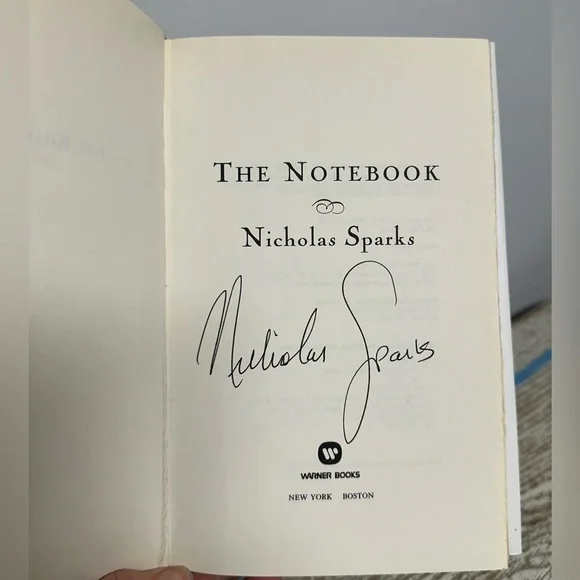 THE NOTEBOOK
Nicholas Sparks
Nicholas Sparks
WARNER BOOKS
NEW YORK BOSTON